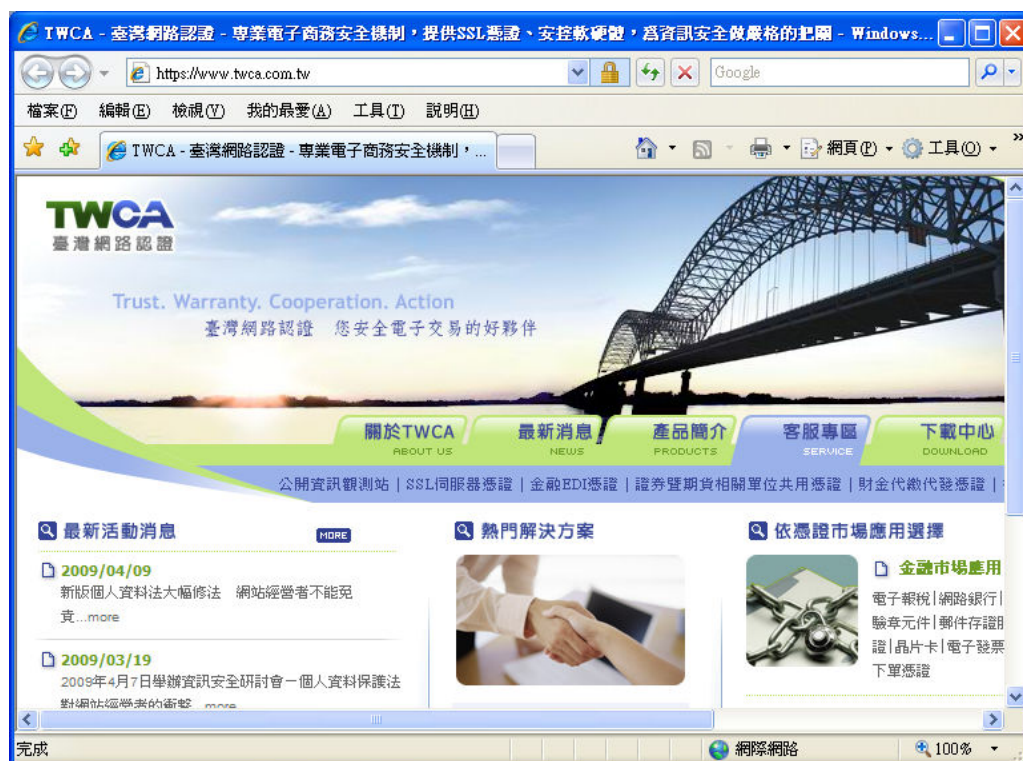 TWCA - 臺灣網路認證 - 專業電子商務安全機制，提供SSL憑證、安控軟硬體，為資訊安全做嚴格的把關 - Windows...
https://www.twca.com.tw
Google
檔案(F) 編輯(E) 檢視(V) 我的最愛(A) 工具(T) 說明(H)
TWCA - 臺灣網路認證 - 專業電子商務安全機制，...
網頁(P) 工具(O) »
TWCA
臺灣網路認證
Trust. Warranty. Cooperation. Action
臺灣網路認證 您安全電子交易的好夥伴
關於TWCA 最新消息 產品簡介 客服專區 下載中心
ABOUT US NEWS PRODUCTS SERVICE DOWNLOAD
公開資訊觀測站 | SSL伺服器憑證 | 金融EDI憑證 | 證券暨期貨相關單位共用憑證 | 財金代繳代發憑證 |
最新活動消息 MORE
2009/04/09
新版個人資料法大幅修法 網站經營者不能免
責...more
2009/03/19
2009年4月7日舉辦資訊安全研討會－個人資料保護法
對網站經營者的衝擊...more
熱門解決方案
依憑證市場應用選擇
金融市場應用
電子報稅|網路銀行|
驗章元件|郵件存證服
證|晶片卡|電子發票
下單憑證
完成
網際網路
100%